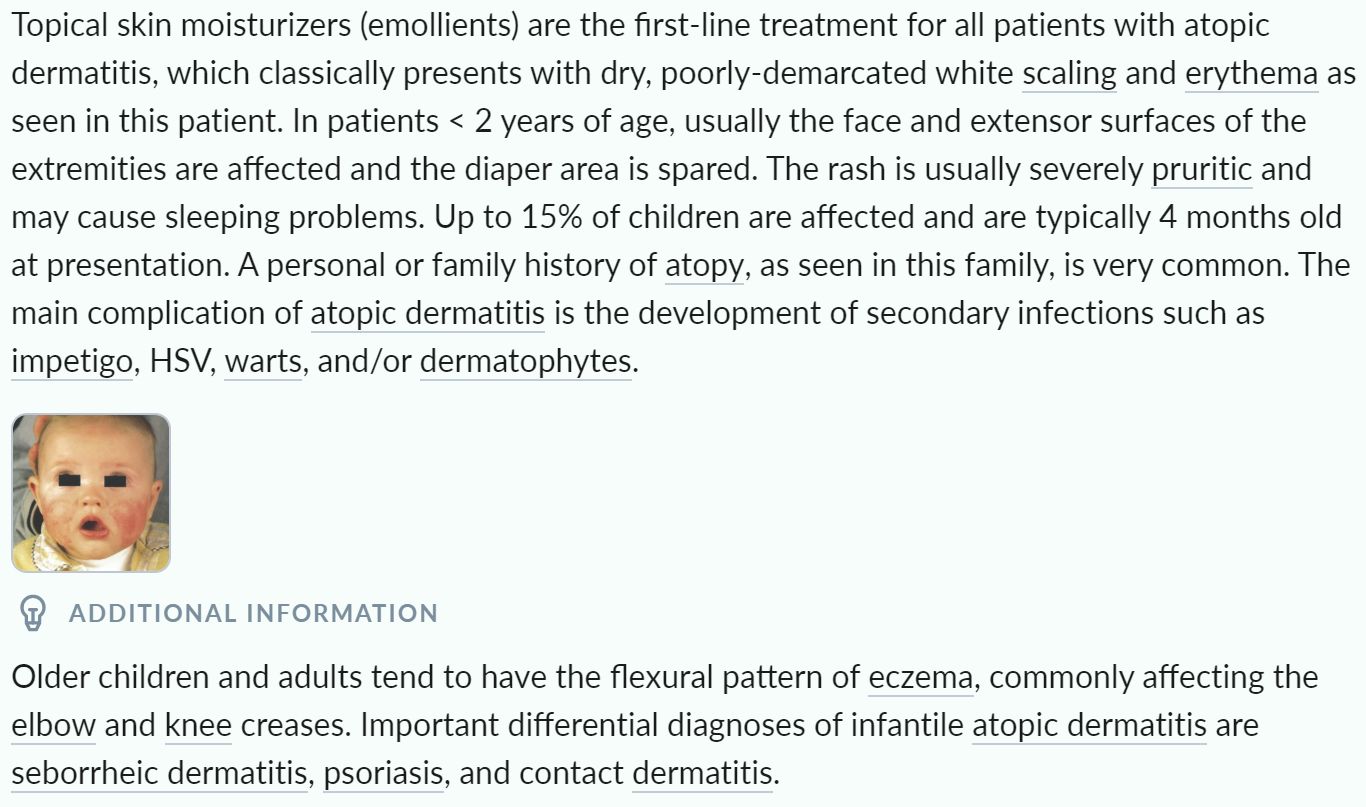 Topical skin moisturizers (emollients) are the first-line treatment for all patients with atopic
dermatitis, which classically presents with dry, poorly-demarcated white scaling and erythema as
seen in this patient. In patients < 2 years of age, usually the face and extensor surfaces of the
extremities are affected and the diaper area is spared. The rash is usually severely pruritic and
may cause sleeping problems. Up to 15% of children are affected and are typically 4 months old
at presentation. A personal or family history of atopy, as seen in this family, is very common. The
main complication of atopic dermatitis is the development of secondary infections such as
impetigo, HSV, warts, and/or dermatophytes.
ADDITIONAL INFORMATION
Older children and adults tend to have the flexural pattern of eczema, commonly affecting the
elbow and knee creases. Important differential diagnoses of infantile atopic dermatitis are
seborrheic dermatitis, psoriasis, and contact dermatitis.